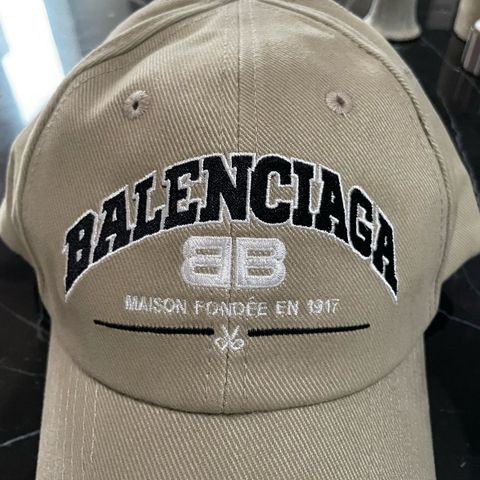 BALENCIAGA
BB
MAISON FONDÉE EN 1917